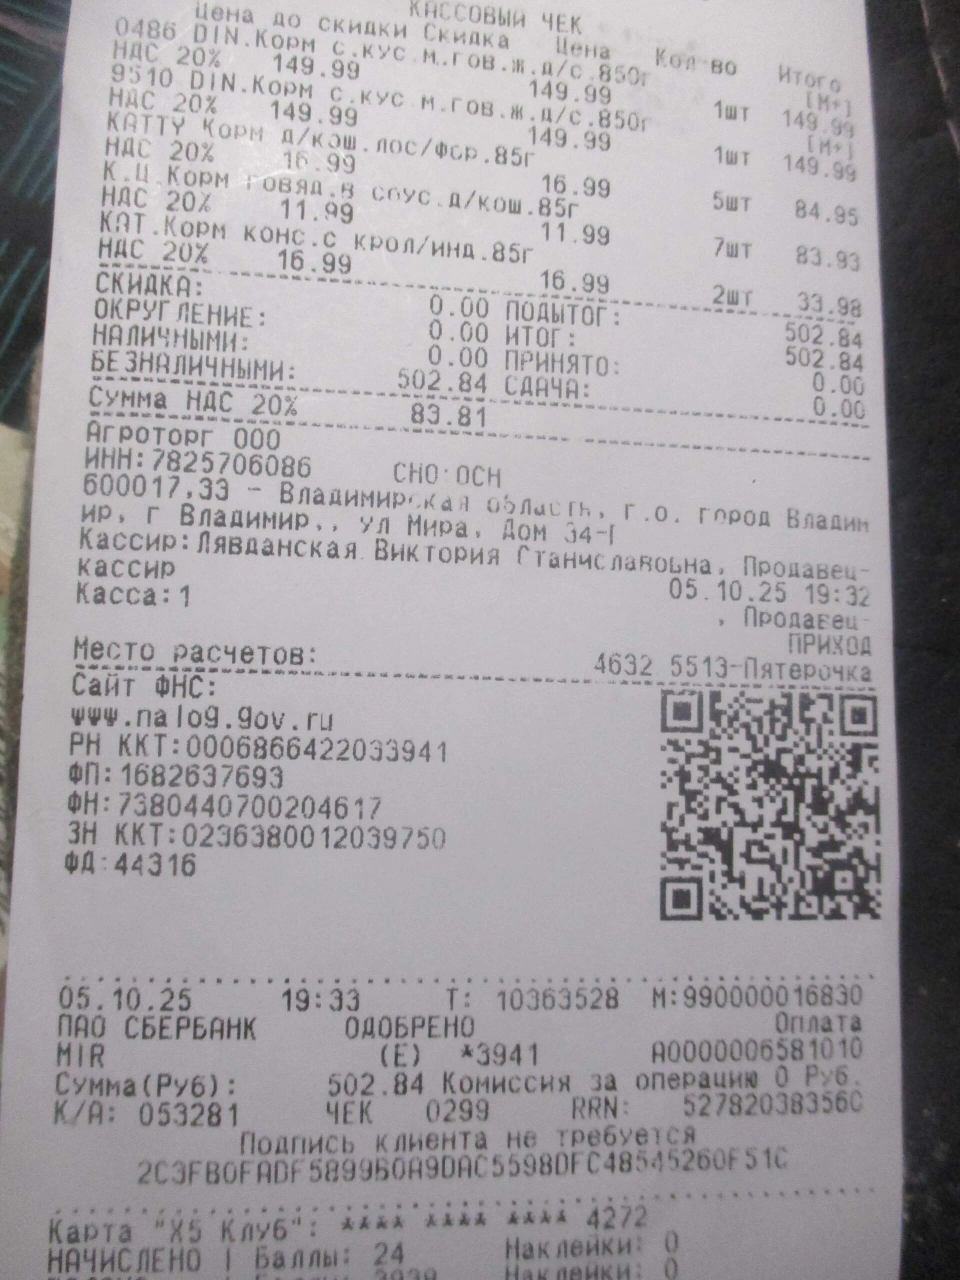 КАССОВЫЙ ЧЕК
Цена до скидки Скидка Цена Кол-во Итого
0486 DIN.Корм с.кус.м.гов.ж.д/с.850г [М+]
НДС 20% 149.99 149.99 1шт 149.99
9510 DIN.Корм с.кус.м.гов.ж.д/с.850г [М+]
НДС 20% 149.99 149.99 1шт 149.99
KATTY Корм д/кош.лос/фор.85г
НДС 20% 16.99 16.99 5шт 84.95
К.Ц.Корм говяд.в соус.д/кош.85г
НДС 20% 11.99 11.99 7шт 83.93
КАТ.Корм конс.с крол/инд.85г
НДС 20% 16.99 16.99 2шт 33.98
СКИДКА: 0.00 ПОДЫТОГ: 502.84
ОКРУГЛЕНИЕ: 0.00 ИТОГ: 502.84
НАЛИЧНЫМИ: 0.00 ПРИНЯТО: 0.00
БЕЗНАЛИЧНЫМИ: 502.84 СДАЧА: 0.00
Сумма НДС 20% 83.81
Агроторг ООО
ИНН:7825706086 СНО:ОСН
600017,33 - Владимирская область, г.о. город Владим
ир, г Владимир,, ул Мира, Дом 34-Г
Кассир:Лявданская Виктория Станиславовна, Продавец-
кассир 05.10.25 19:32
Касса:1 , Продавец-
ПРИХОД
Место расчетов: 4632 5513-Пятерочка
Сайт ФНС:
www.nalog.gov.ru
РН ККТ:0006866422033941
ФП:1682637693
ФН:7380440700204617
ЗН ККТ:0236380012039750
ФД:44316
05.10.25 19:33 Т: 10363528 М:990000016830
ПАО СБЕРБАНК ОДОБРЕНО Оплата
MIR (E) *3941 A0000006581010
Сумма(Руб): 502.84 Комиссия за операцию 0 Руб.
К/А: 053281 ЧЕК 0299 RRN:
Подпись клиента не требуется
2C3FB0FADF5899B0A9DAC5598DFC48545260F51C
Карта "X5 Клуб": **** **** **** 4272
НАЧИСЛЕНО | Баллы: 24 Наклейки: 0
Баллы: Наклейки: 0